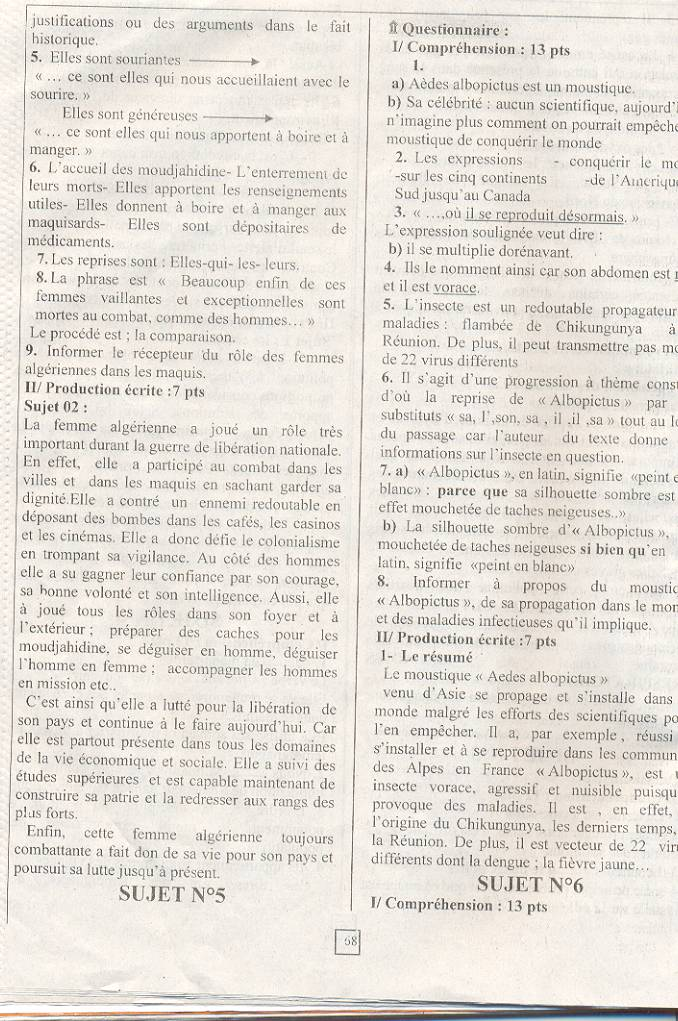 justifications ou des arguments dans le fait
historique.
5. Elles sont souriantes
« ... ce sont elles qui nous accueillaient avec le
sourire. »
Elles sont généreuses
« ... ce sont elles qui nous apportent à boire et à
manger. »
6. L'accueil des moudjahidine- L'enterrement de
leurs morts- Elles apportent les renseignements
utiles- Elles donnent à boire et à manger aux
maquisards- Elles sont dépositaires de
médicaments.
7. Les reprises sont : Elles-qui- les- leurs.
8. La phrase est « Beaucoup enfin de ces
femmes vaillantes et exceptionnelles sont
mortes au combat, comme des hommes... »
Le procédé est ; la comparaison.
9. Informer le récepteur du rôle des femmes
algériennes dans les maquis.
II/ Production écrite :7 pts
Sujet 02 :
La femme algérienne a joué un rôle très
important durant la guerre de libération nationale.
En effet, elle a participé au combat dans les
villes et dans les maquis en sachant garder sa
dignité.Elle a contré un ennemi redoutable en
déposant des bombes dans les cafés, les casinos
et les cinémas. Elle a donc défie le colonialisme
en trompant sa vigilance. Au côté des hommes
elle a su gagner leur confiance par son courage,
sa bonne volonté et son intelligence. Aussi, elle
à joué tous les rôles dans son foyer et à
l'extérieur ; préparer des caches pour les
moudjahidine, se déguiser en homme, déguiser
l'homme en femme ; accompagner les hommes
en mission etc..
C'est ainsi qu'elle a lutté pour la libération de
son pays et continue à le faire aujourd'hui. Car
elle est partout présente dans tous les domaines
de la vie économique et sociale. Elle a suivi des
études supérieures et est capable maintenant de
construire sa patrie et la redresser aux rangs des
plus forts.
Enfin, cette femme algérienne toujours
combattante a fait don de sa vie pour son pays et
poursuit sa lutte jusqu'à présent.
SUJET N°5
Questionnaire :
I/ Compréhension : 13 pts
1.
a) Aèdes albopictus est un moustique.
b) Sa célébrité : aucun scientifique, aujourd'
n'imagine plus comment on pourrait empêche
moustique de conquérir le monde
2. Les expressions - conquérir le mo
-sur les cinq continents -de l'Amériqu
Sud jusqu'au Canada
3. « ...,où il se reproduit désormais. »
L'expression soulignée veut dire :
b) il se multiplie dorénavant.
4. Ils le nomment ainsi car son abdomen est
et il est vorace.
5. L'insecte est un redoutable propagateur
maladies : flambée de Chikungunya à
Réunion. De plus, il peut transmettre pas mo
de 22 virus différents
6. Il s'agit d'une progression à thème const
d'où la reprise de « Albopictus » par
substituts « sa, l',son, sa , il .il ,sa » tout au lo
du passage car l'auteur du texte donne
informations sur l'insecte en question.
7. a) « Albopictus », en latin, signifie «peint e
blanc» : parce que sa silhouette sombre est
effet mouchetée de taches neigeuses..»
b) La silhouette sombre d'« Albopictus »,
mouchetée de taches neigeuses si bien qu'en
latin, signifie «peint en blanc»
8. Informer à propos du moustic
« Albopictus », de sa propagation dans le mon
et des maladies infectieuses qu'il implique.
II/ Production écrite :7 pts
1- Le résumé
Le moustique « Aedes albopictus »
venu d'Asie se propage et s'installe dans
monde malgré les efforts des scientifiques po
l'en empêcher. Il a, par exemple , réussi
s'installer et à se reproduire dans les commun
des Alpes en France « Albopictus », est
insecte vorace, agressif et nuisible puisqu
provoque des maladies. Il est , en effet,
l'origine du Chikungunya, les derniers temps,
la Réunion. De plus, il est vecteur de 22 vir
différents dont la dengue ; la fièvre jaune...
SUJET N°6
I/ Compréhension : 13 pts
68